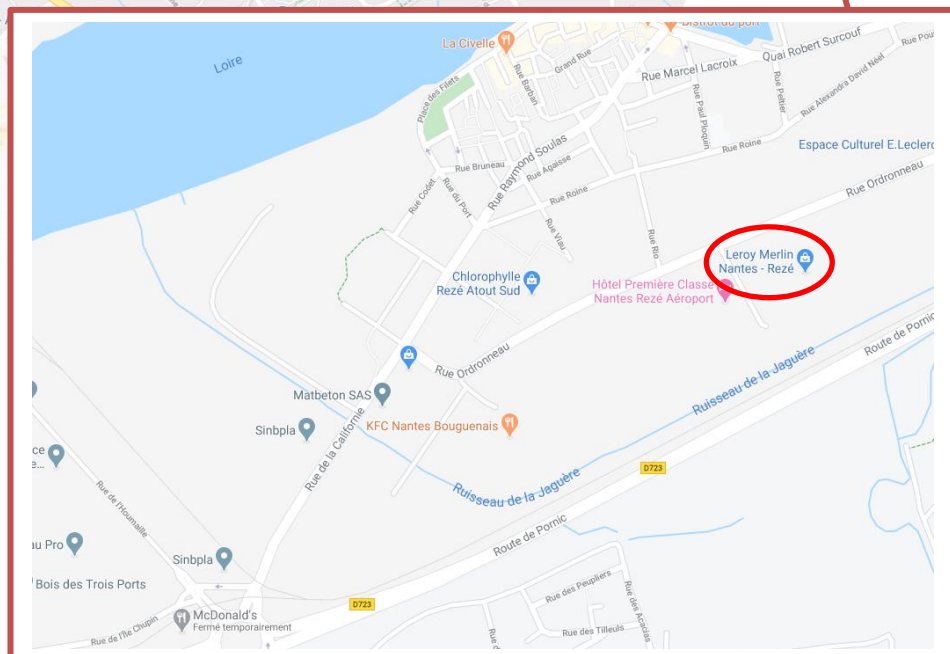 Bistrot du port
La Civelle
Quai Robert Surcouf
Rue Pou
Loire
Grand Rue
Rue Marcel Lacroix
Rue Barban
Place des Filets
Rue Paul Ploquin
Rue Peltier
Rue Alexandra David Néel
Rue Raymond Soulas
Rue Roine
Espace Culturel E.Leclerc
Rue Bruneau
Rue Agaisse
Rue Codet
Rue du Port
Rue Roine
Rue Ordronneau
Rue Viau
Rue Rio
Leroy Merlin
Nantes - Rezé
Chlorophylle
Rezé Atout Sud
Hôtel Première Classe
Nantes Rezé Aéroport
Route de Pornic
Rue Ordronneau
Ruisseau de la Jaguère
Matbeton SAS
Sinbpla
KFC Nantes Bouguenais
Rue de la Californie
ce
e...
D723
Ruisseau de la Jaguère
Rue de l'Houmaille
Route de Pornic
au Pro
Sinbpla
Bois des Trois Ports
Rue des Peupliers
D723
McDonald's
Fermé temporairement
Rue de l'Île Chupin
Rue des Tilleuls
Rue des Acacias